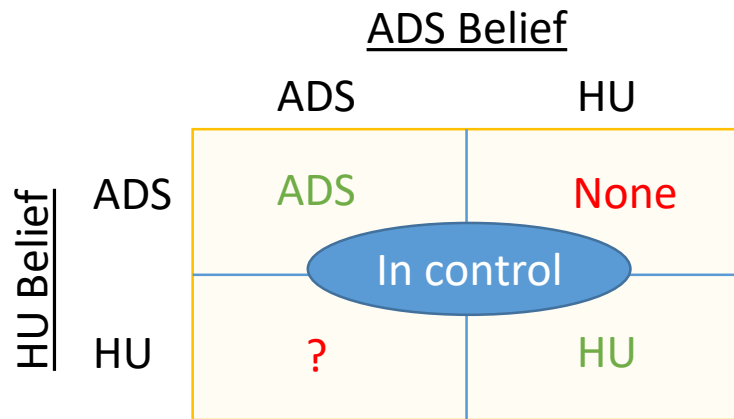 ADS Belief
ADS HU
HU Belief
ADS ADS None
In control
HU ? HU